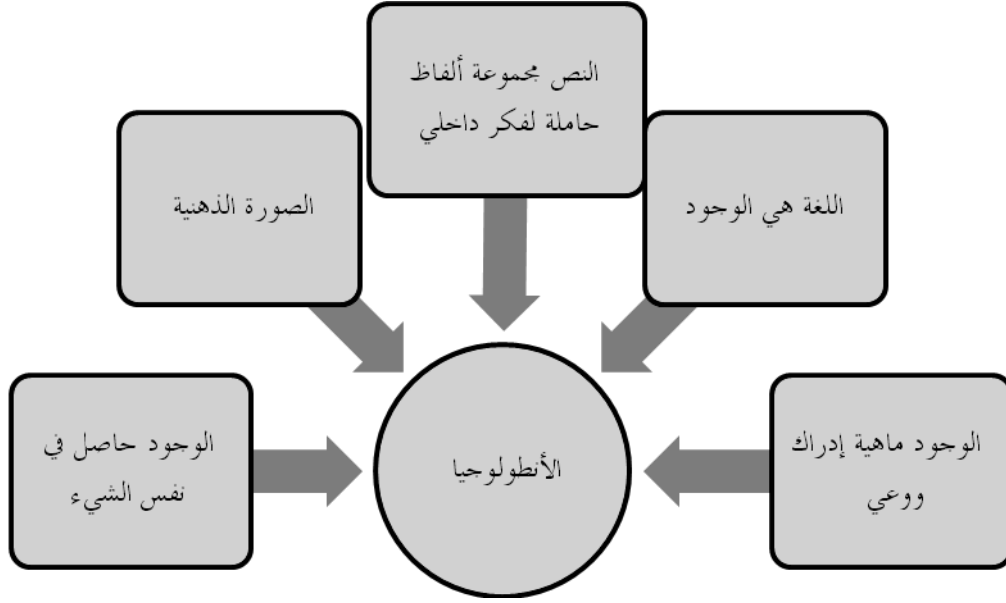 النص مجموعة ألفاظ
حاملة لفكر داخلي
اللغة هي الوجود
الصورة الذهنية
الوجود ماهية إدراك
ووعي
الأنطولوجيا
الوجود حاصل في
نفس الشيء